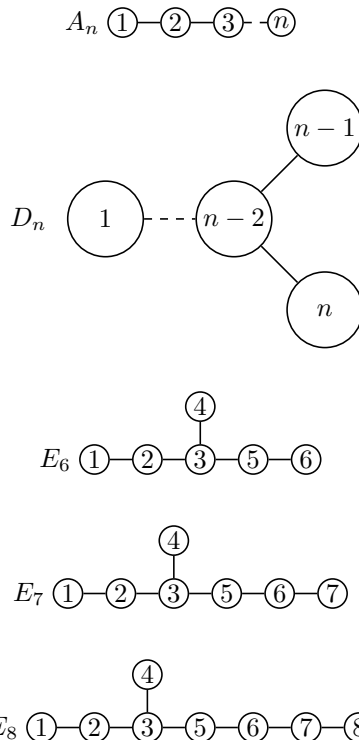 A_n 1 2 3 n
n − 1
D_n 1 n − 2
n
4
E_6 1 2 3 5 6
4
E_7 1 2 3 5 6 7
4
E_8 1 2 3 5 6 7 8